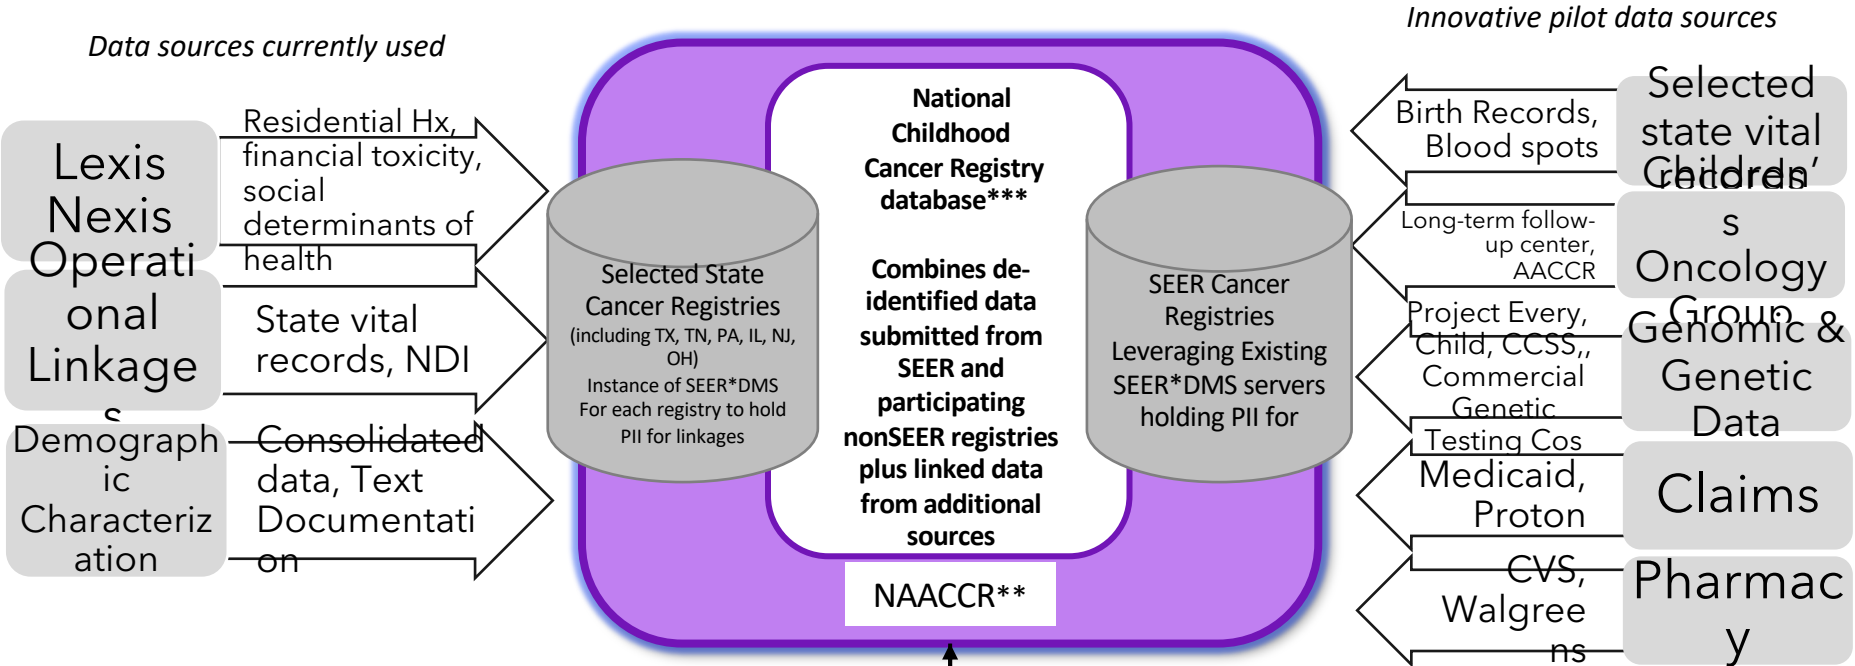 Data sources currently used
Lexis
Nexis
Residential Hx,
financial toxicity,
social
determinants of
health
Operati
onal
Linkage
s
State vital
records, NDI
Demograph
ic
Characteriz
ation
Consolidated
data, Text
Documentati
on
Selected State
Cancer Registries
(including TX, TN, PA, IL, NJ,
OH)
Instance of SEER*DMS
For each registry to hold
PII for linkages
National
Childhood
Cancer Registry
database***
Combines de-
identified data
submitted from
SEER and
participating
nonSEER registries
plus linked data
from additional
sources
NAACCR**
SEER Cancer
Registries
Leveraging Existing
SEER*DMS servers
holding PII for
Innovative pilot data sources
Birth Records,
Blood spots
Selected
state vital
records
Long-term follow-
up center,
AACCR
Children’
s
Oncology
Group
Project Every,
Child, CCSS,,
Commercial
Genetic
Testing Cos
Genomic &
Genetic
Data
Medicaid,
Proton
Claims
CVS,
Walgree
ns
Pharmac
y